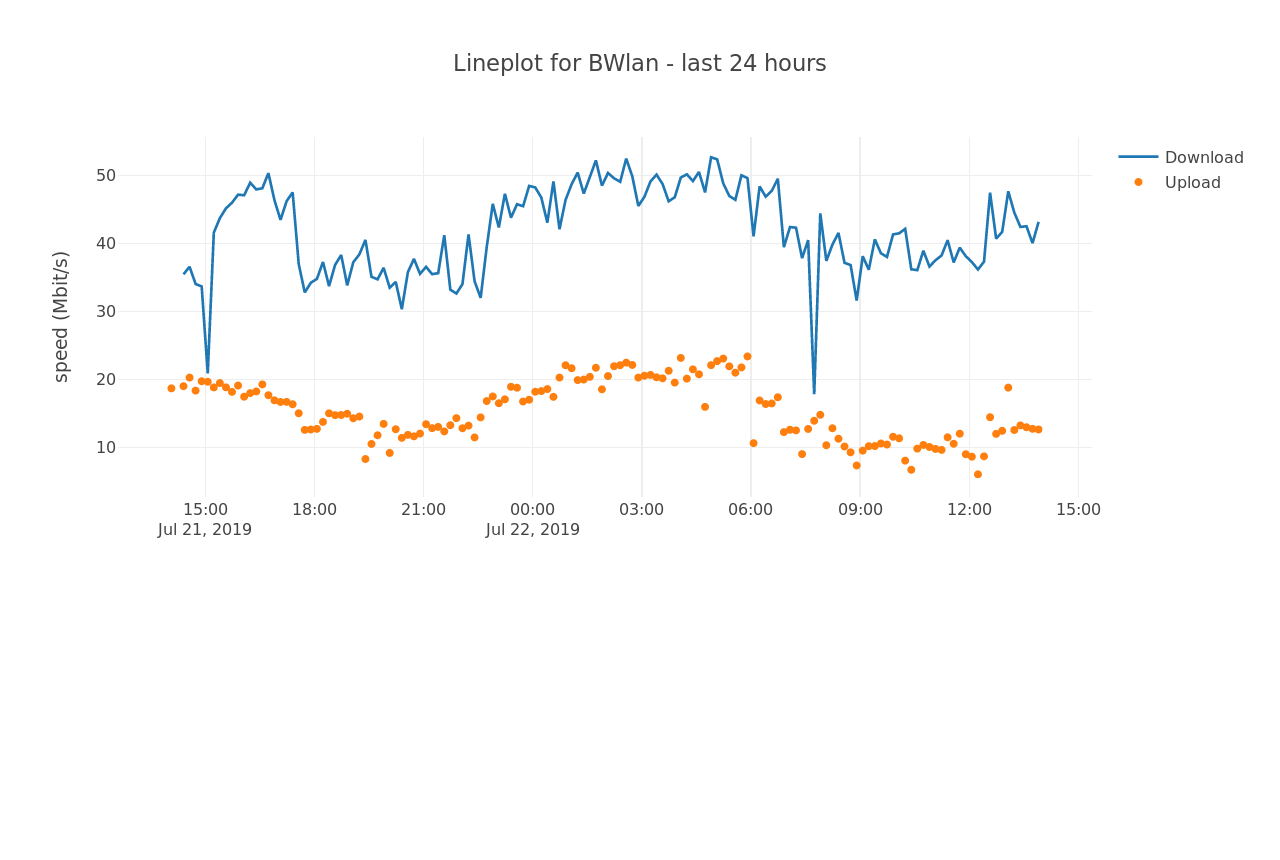 Lineplot for BWlan - last 24 hours
Download
Upload
speed (Mbit/s)
50
40
30
20
10
15:00 18:00 21:00 00:00 03:00 06:00 09:00 12:00 15:00
Jul 21, 2019 Jul 22, 2019